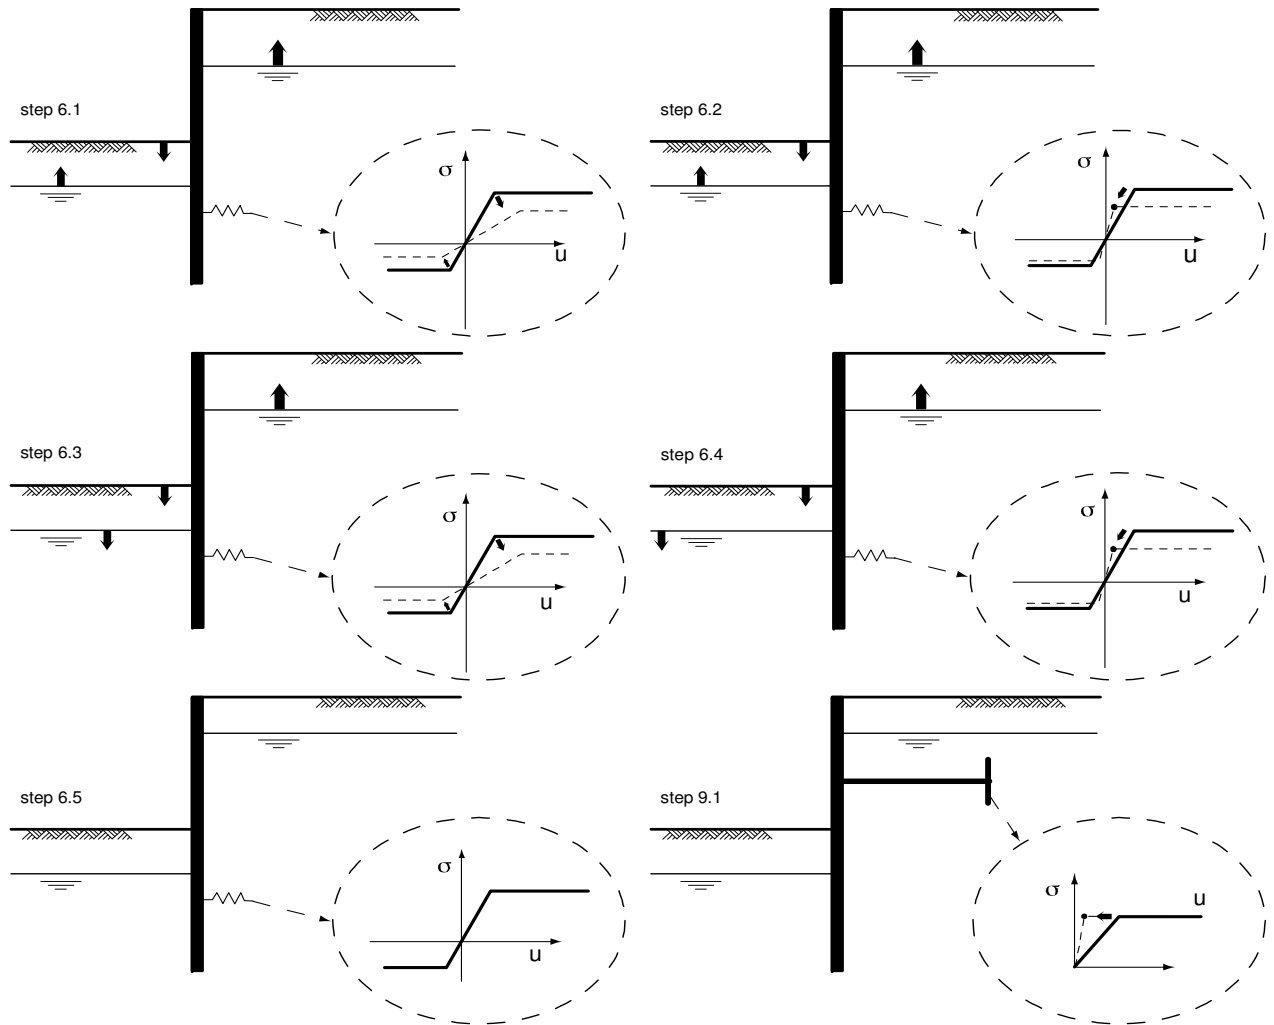 step 6.1
σ
u
step 6.2
σ
u
step 6.3
σ
u
step 6.4
σ
u
step 6.5
σ
u
step 9.1
σ
u